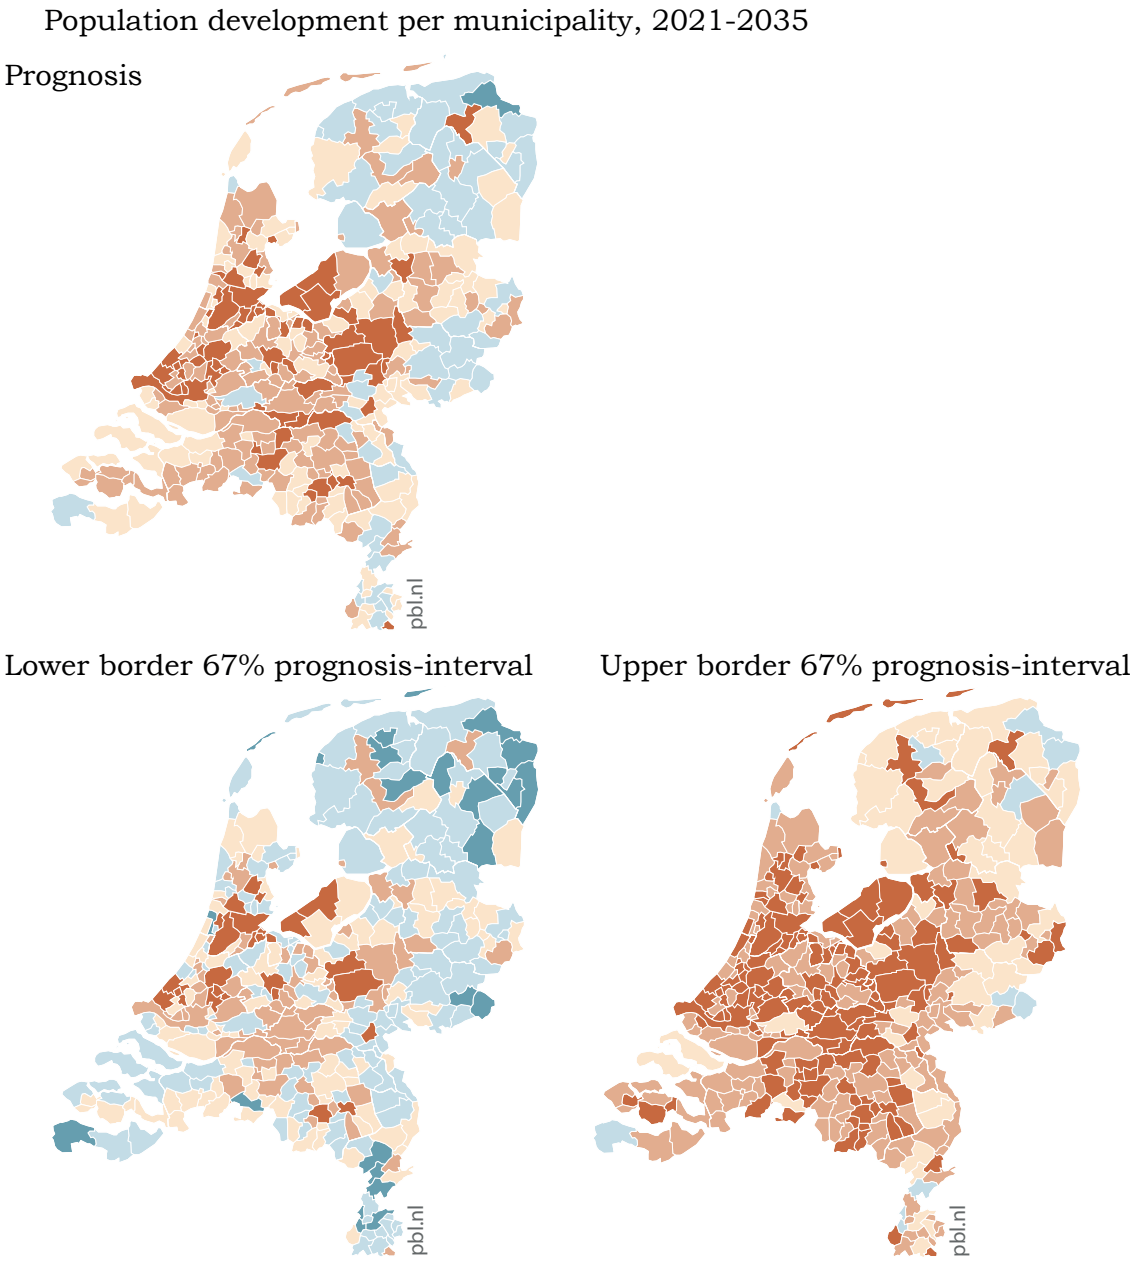 Population development per municipality, 2021-2035
Prognosis
pbl.nl
Lower border 67% prognosis-interval
Upper border 67% prognosis-interval
pbl.nl
pbl.nl